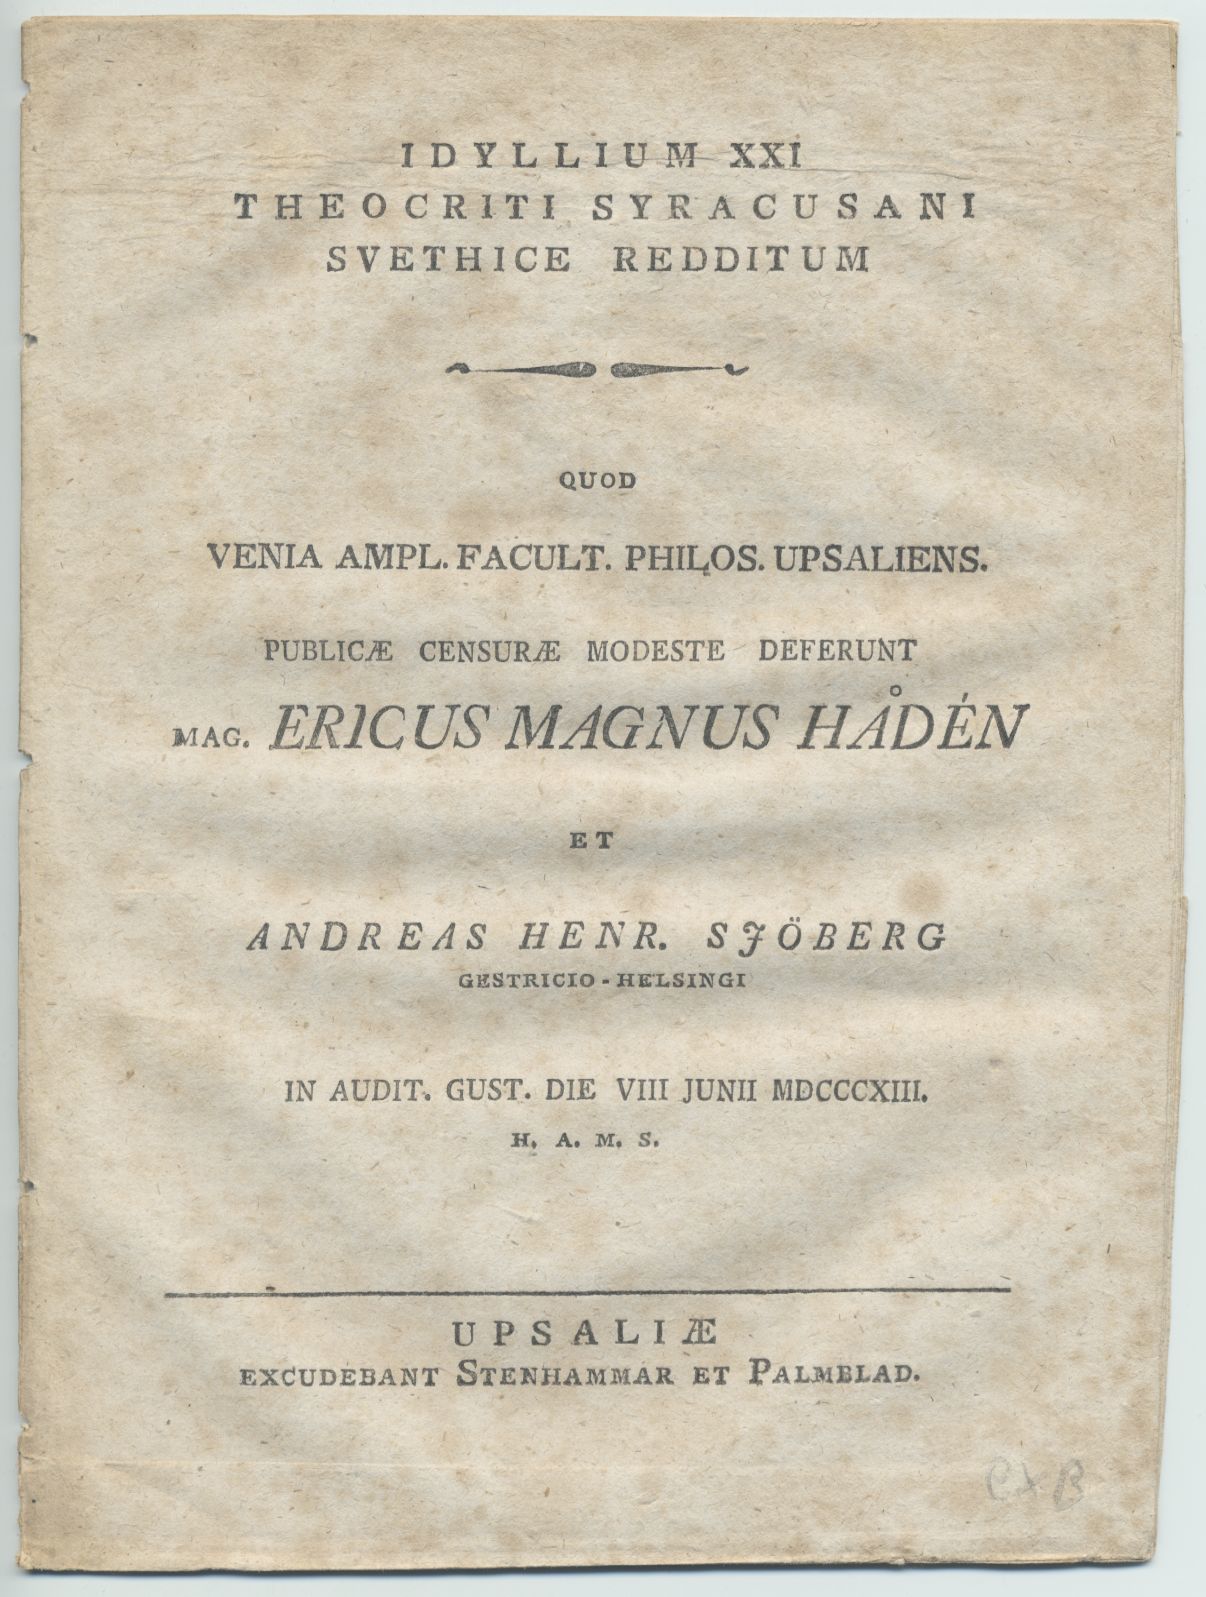 IDYLLIUM XXI
THEOCRITI SYRACUSANI
SVETHICE REDDITUM
QUOD
VENIA AMPL. FACULT. PHILOS. UPSALIENS.
PUBLICÆ CENSURÆ MODESTE DEFERUNT
MAG. ERICUS MAGNUS HÅDÉN
ET
ANDREAS HENR. SJÖBERG
GESTRICIO-HELSINGI
IN AUDIT. GUST. DIE VIII JUNII MDCCCXIII.
H. A. M. S.
UPSALIÆ
EXCUDEBANT STENHAMMAR ET PALMBLAD.